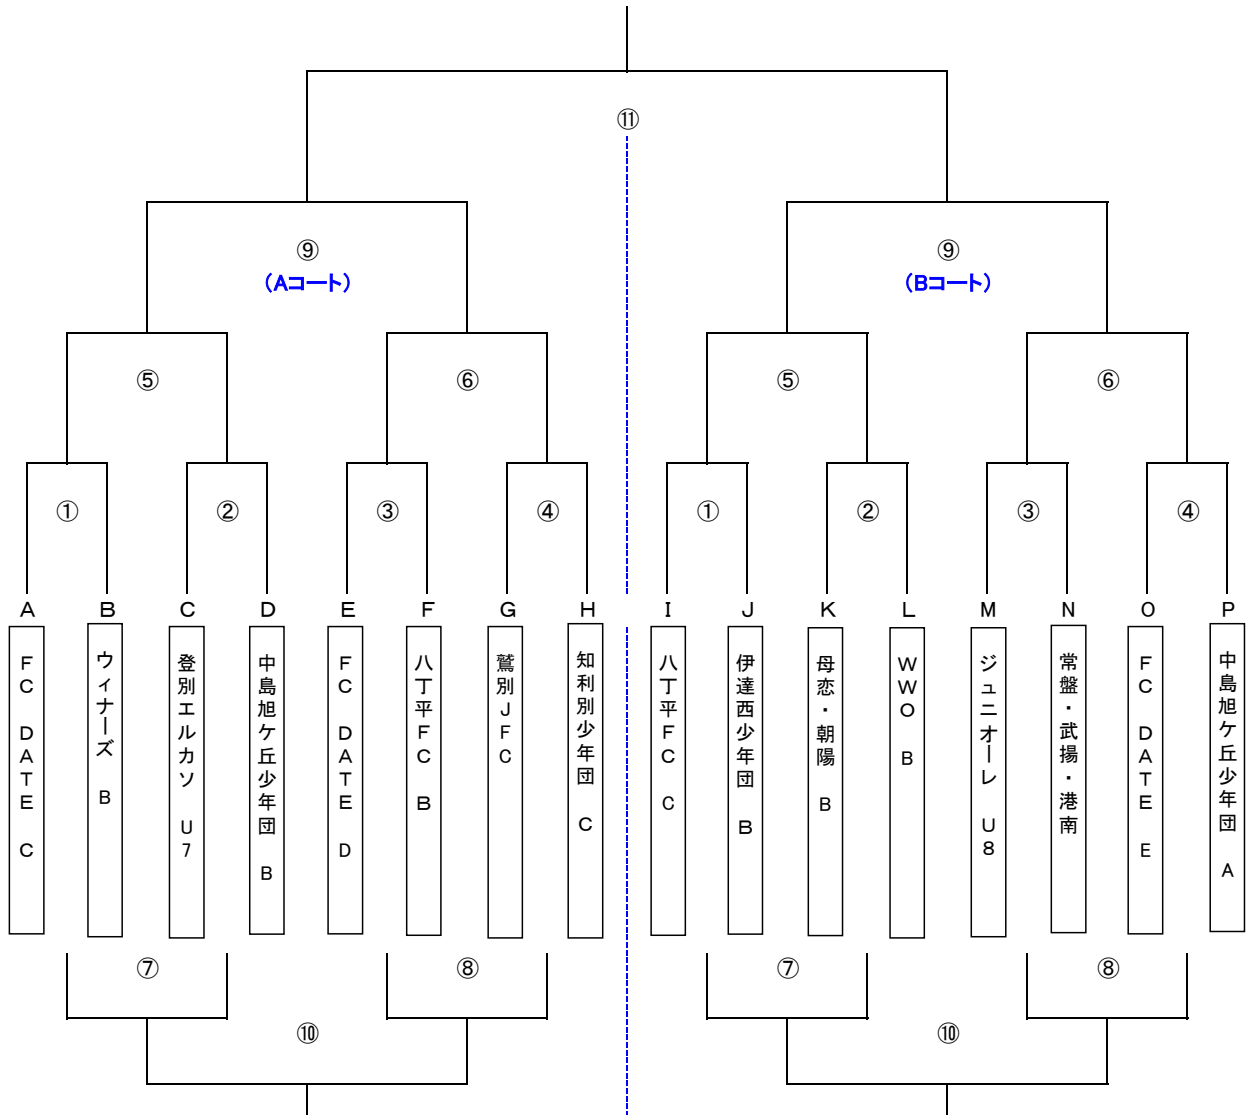 ⑪
⑨ ⑨
(Aコート) (Bコート)
⑤ ⑥ ⑤ ⑥
① ② ③ ④ ① ② ③ ④
A B C D E F G H I J K L M N O P
FC DATE C
ウィナーズ B
登別エルカソ U7
中島旭ケ丘少年団 B
FC DATE D
八丁平FC B
鷲別JFC
知利別少年団 C
八丁平FC C
伊達西少年団 B
母恋・朝陽 B
WWO B
ジュニオーレ U8
常盤・武揚・港南
FC DATE E
中島旭ケ丘少年団 A
⑦ ⑧ ⑦ ⑧
⑩ ⑩